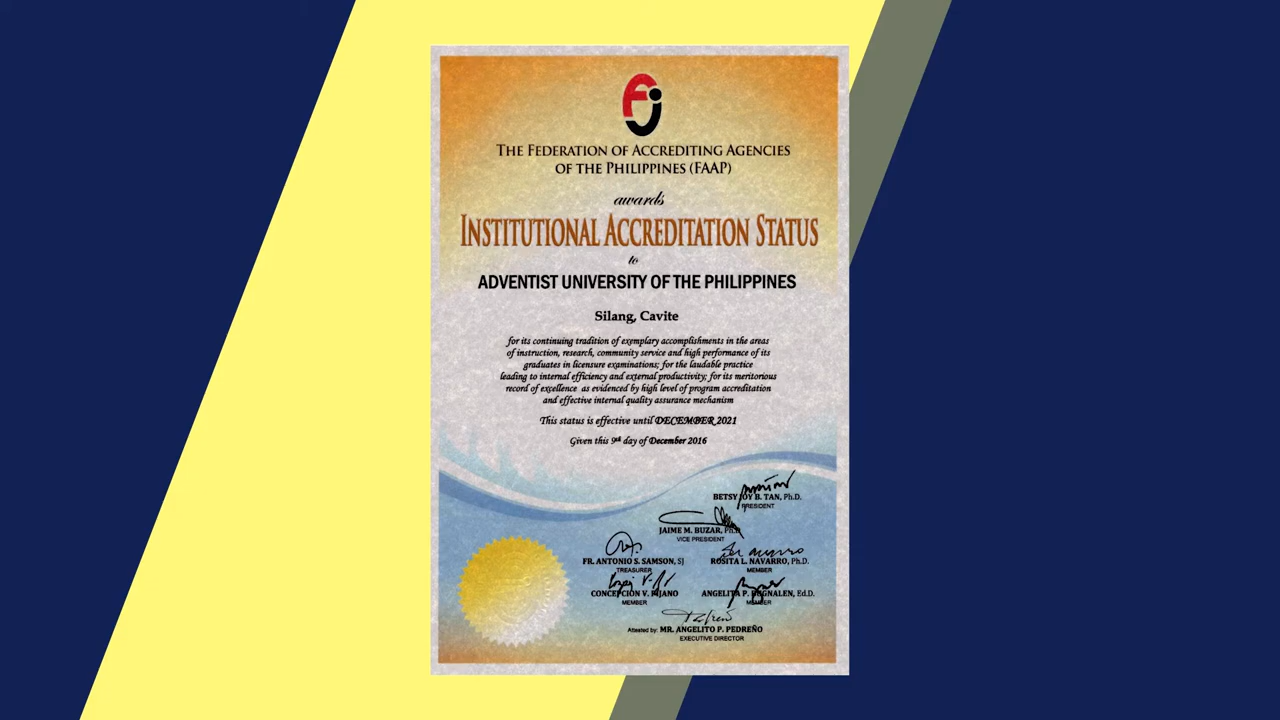 THE FEDERATION OF ACCREDITING AGENCIES
OF THE PHILIPPINES (FAAP)
awards
INSTITUTIONAL ACCREDITATION STATUS
to
ADVENTIST UNIVERSITY OF THE PHILIPPINES
Silang, Cavite
for its continuing tradition of exemplary accomplishments in the areas
of instruction, research, community service and high performance of its
graduates in licensure examinations; for the laudable practice
leading to internal efficiency and external productivity; for its meritorious
record of excellence as evidenced by high level of program accreditation
and effective internal quality assurance mechanism
This status is effective until DECEMBER 2021
Given this 9th day of December 2016
BETSY JOY B. TAN, Ph.D.
PRESIDENT
JAIME M. BUZAR, Ph.D.
VICE PRESIDENT
FR. ANTONIO S. SAMSON, SJ
TREASURER
ROSITA L. NAVARRO, Ph.D.
MEMBER
CONCEPCION V. PIJANO
MEMBER
ANGELITA P. Ed.D.
MEMBER
Attested by: MR. ANGELITO P. PEDREÑO
EXECUTIVE DIRECTOR